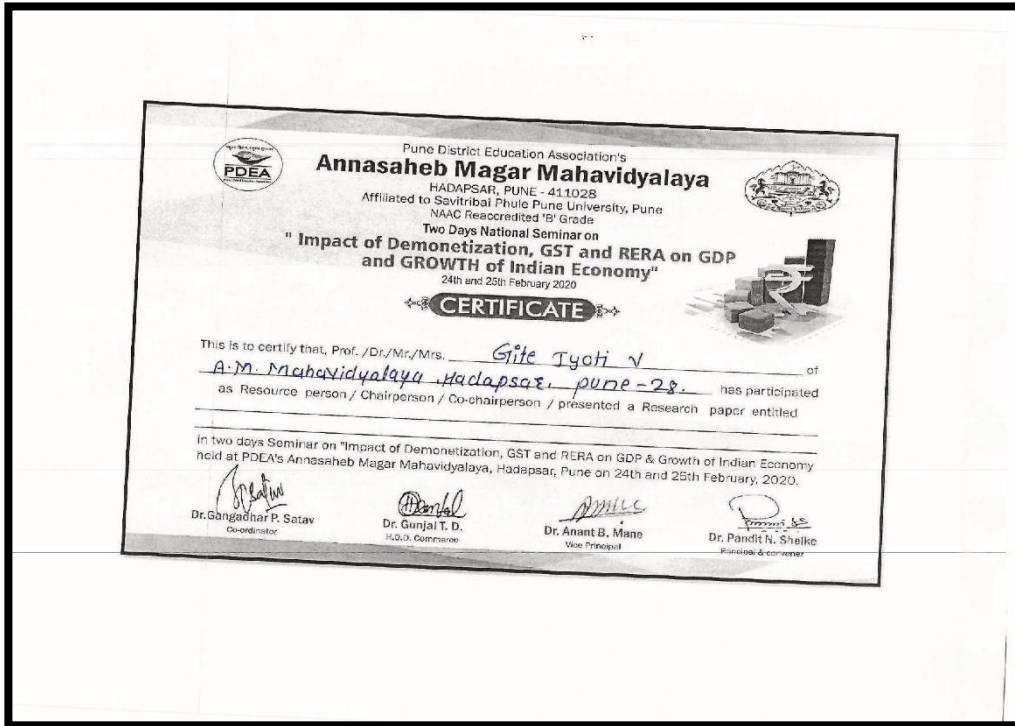 Pune District Education Association's
PDEA
Annasaheb Magar Mahavidyalaya
HADAPSAR, PUNE - 411028
Affiliated to Savitribai Phule Pune University, Pune
NAAC Reaccredited 'B' Grade
Two Days National Seminar on
" Impact of Demonetization, GST and RERA on GDP
and GROWTH of Indian Economy"
24th and 25th February 2020
CERTIFICATE
This is to certify that, Prof. /Dr./Mr./Mrs. Gite Jyoti V of
A.M. Mahavidyalaya, Hadapsar, pune-28. has participated
as Resource person / Chairperson / Co-chairperson / presented a Research paper entitled
in two days Seminar on "Impact of Demonetization, GST and RERA on GDP & Growth of Indian Economy
held at PDEA's Annasaheb Magar Mahavidyalaya, Hadapsar, Pune on 24th and 25th February, 2020.
Dr.Gangadhar P. Satav
Co-ordinator
Dr. Gunjal T. D.
H.O.D. Commerce
Dr. Anant B. Mane
Vice Principal
Dr. Pandit N. Shelke
Principal & convener